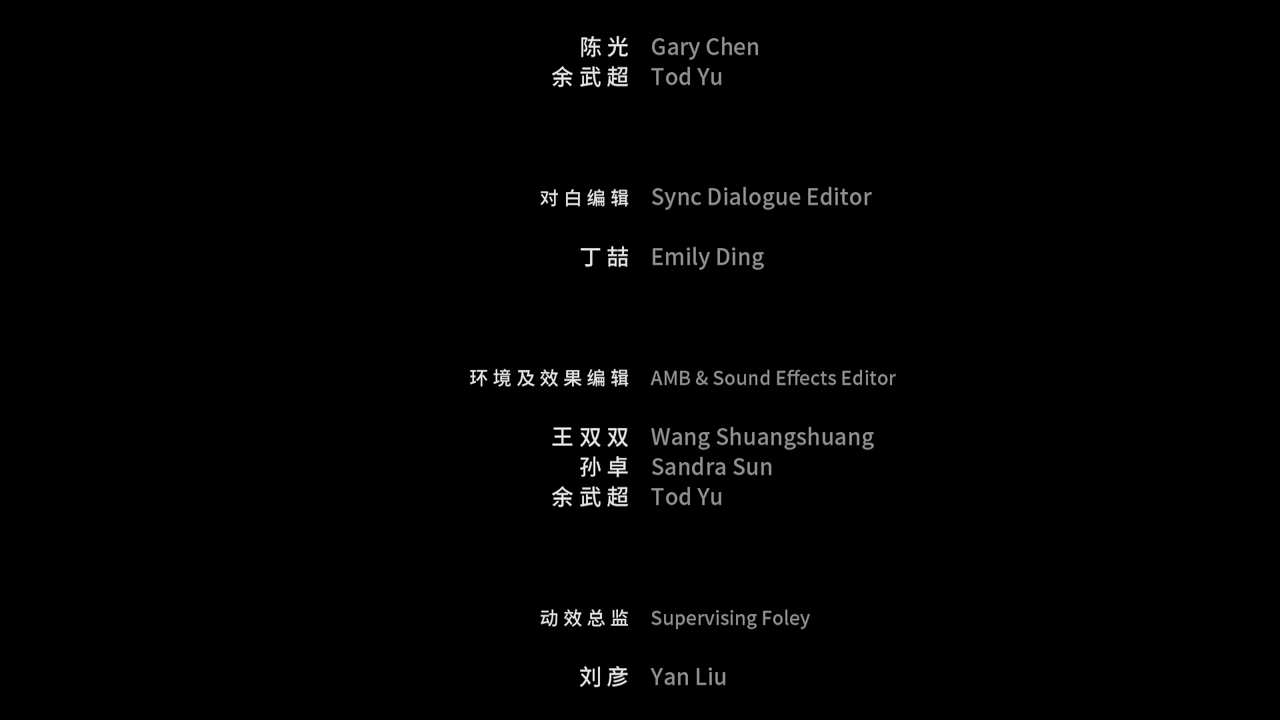 陈光 Gary Chen
余武超 Tod Yu
对白编辑 Sync Dialogue Editor
丁喆 Emily Ding
环境及效果编辑 AMB & Sound Effects Editor
王双双 Wang Shuangshuang
孙卓 Sandra Sun
余武超 Tod Yu
动效总监 Supervising Foley
刘彦 Yan Liu